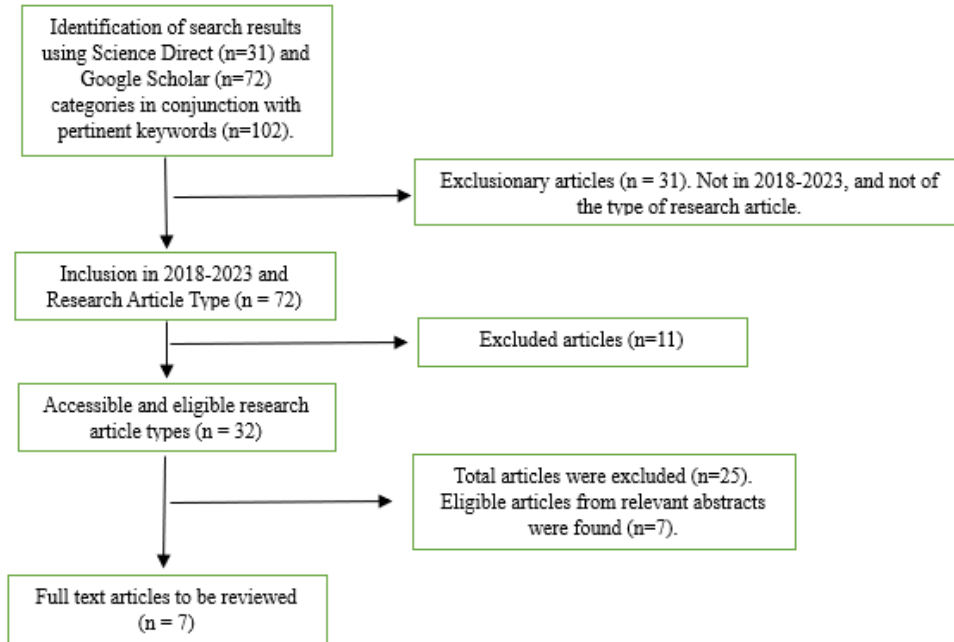 Identification of search results
using Science Direct (n=31) and
Google Scholar (n=72)
categories in conjunction with
pertinent keywords (n=102).
Exclusionary articles (n = 31). Not in 2018-2023, and not of
the type of research article.
Inclusion in 2018-2023 and
Research Article Type (n = 72)
Excluded articles (n=11)
Accessible and eligible research
article types (n = 32)
Total articles were excluded (n=25).
Eligible articles from relevant abstracts
were found (n=7).
Full text articles to be reviewed
(n = 7)